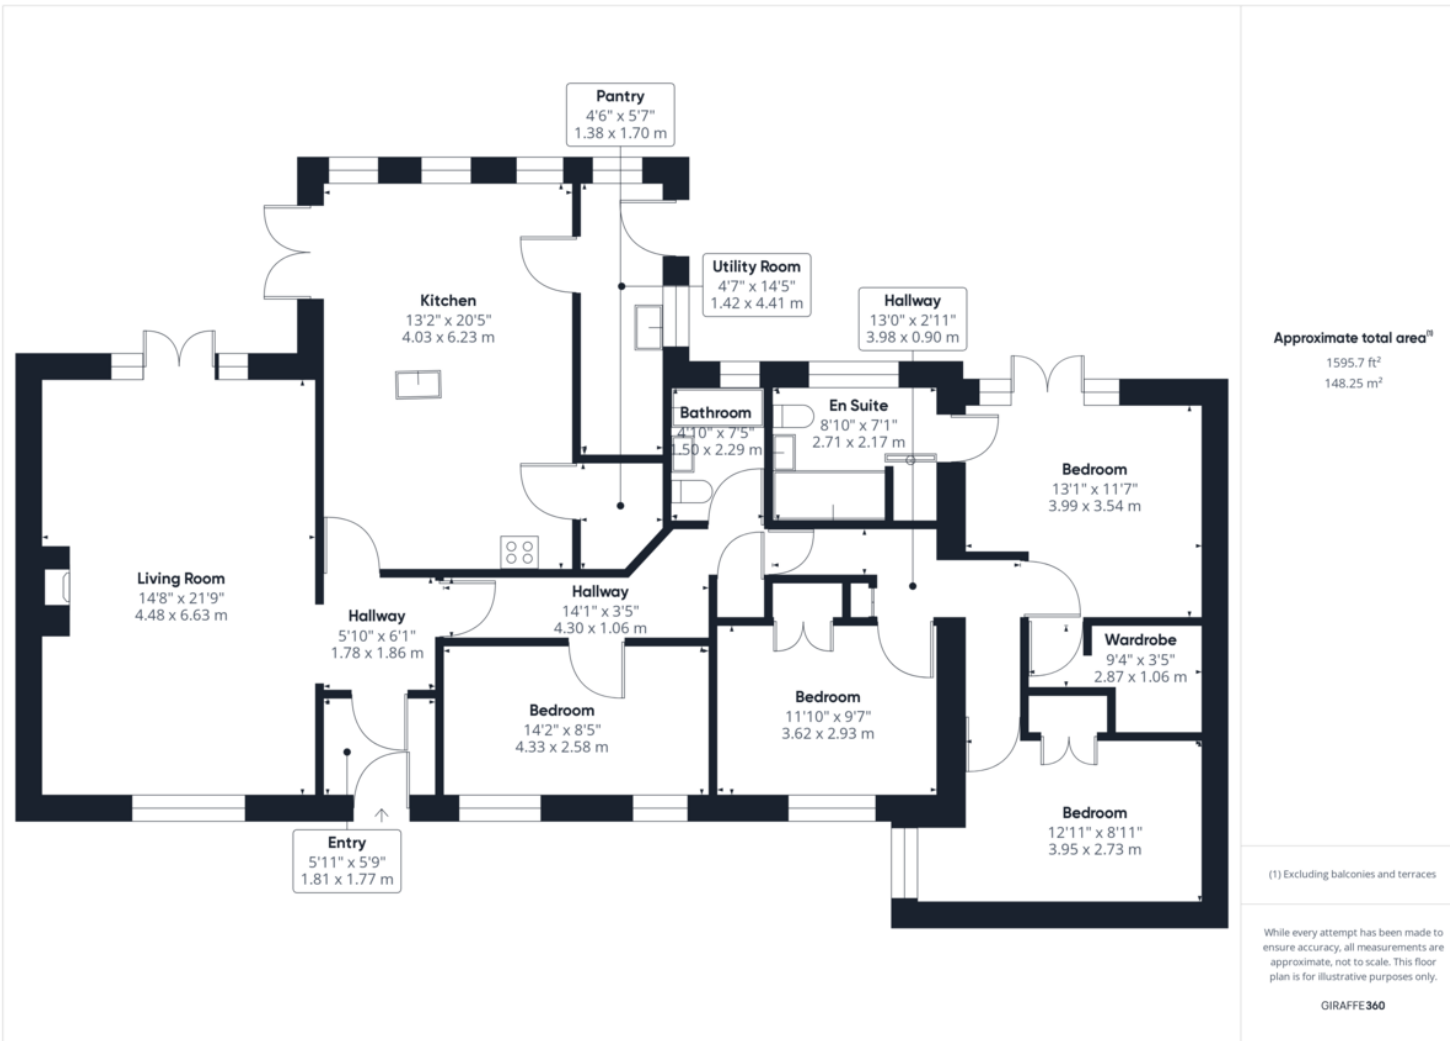 Pantry
4'6" x 5'7"
1.38 x 1.70 m
Utility Room
4'7" x 14'5"
1.42 x 4.41 m
Hallway
13'0" x 2'11"
3.98 x 0.90 m
Kitchen
13'2" x 20'5"
4.03 x 6.23 m
Bathroom
4'10" x 7'5"
1.50 x 2.29 m
En Suite
8'10" x 7'1"
2.71 x 2.17 m
Bedroom
13'1" x 11'7"
3.99 x 3.54 m
Living Room
14'8" x 21'9"
4.48 x 6.63 m
Hallway
5'10" x 6'1"
1.78 x 1.86 m
Hallway
14'1" x 3'5"
4.30 x 1.06 m
Wardrobe
9'4" x 3'5"
2.87 x 1.06 m
Bedroom
14'2" x 8'5"
4.33 x 2.58 m
Bedroom
11'10" x 9'7"
3.62 x 2.93 m
Bedroom
12'11" x 8'11"
3.95 x 2.73 m
Entry
5'11" x 5'9"
1.81 x 1.77 m
Approximate total area⁽¹⁾
1595.7 ft²
148.25 m²
(1) Excluding balconies and terraces
While every attempt has been made to
ensure accuracy, all measurements are
approximate, not to scale. This floor
plan is for illustrative purposes only.
GIRAFFE360